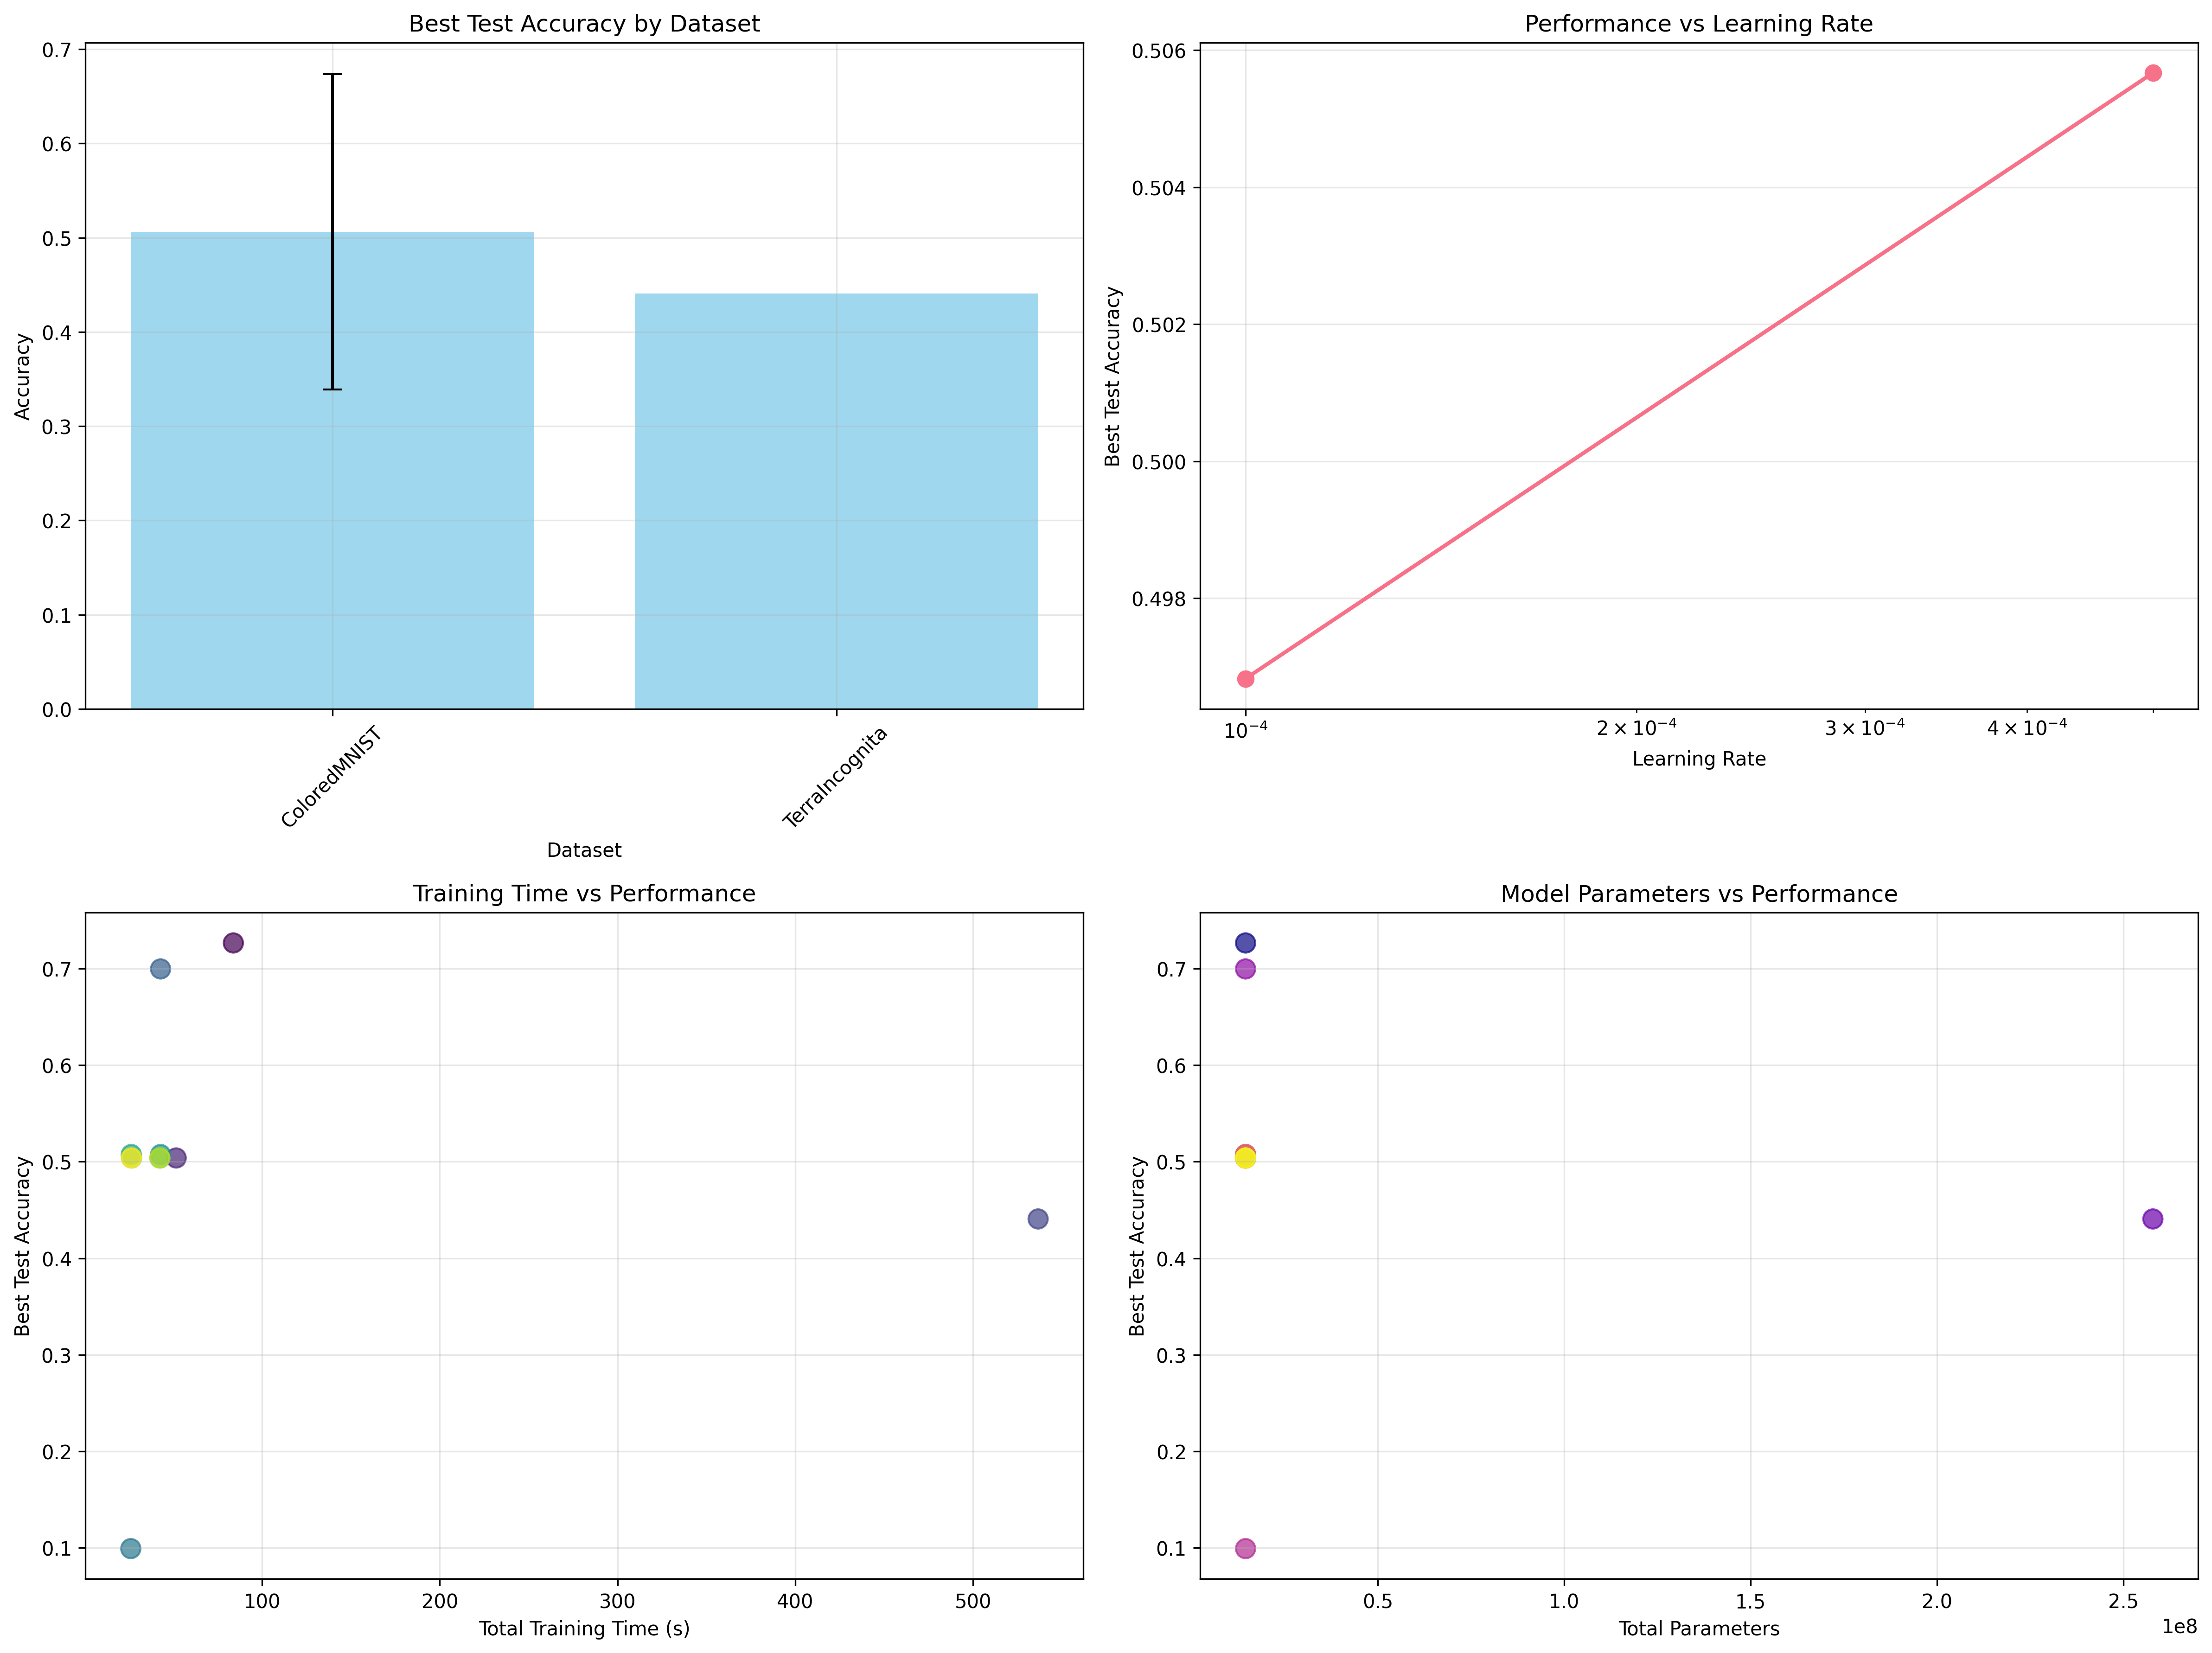 Best Test Accuracy by Dataset
Accuracy
0.7
0.6
0.5
0.4
0.3
0.2
0.1
0.0
ColoredMNIST
TerraIncognita
Dataset
Performance vs Learning Rate
Best Test Accuracy
0.506
0.504
0.502
0.500
0.498
10⁻⁴
2 × 10⁻⁴
3 × 10⁻⁴
4 × 10⁻⁴
Learning Rate
Training Time vs Performance
Best Test Accuracy
0.7
0.6
0.5
0.4
0.3
0.2
0.1
100
200
300
400
500
Total Training Time (s)
Model Parameters vs Performance
Best Test Accuracy
0.7
0.6
0.5
0.4
0.3
0.2
0.1
0.5
1.0
1.5
2.0
2.5
1e8
Total Parameters